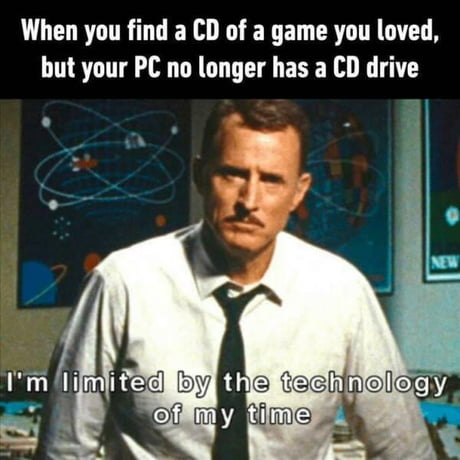 When you find a CD of a game you loved,
but your PC no longer has a CD drive
NEW
I'm limited by the technology
of my time